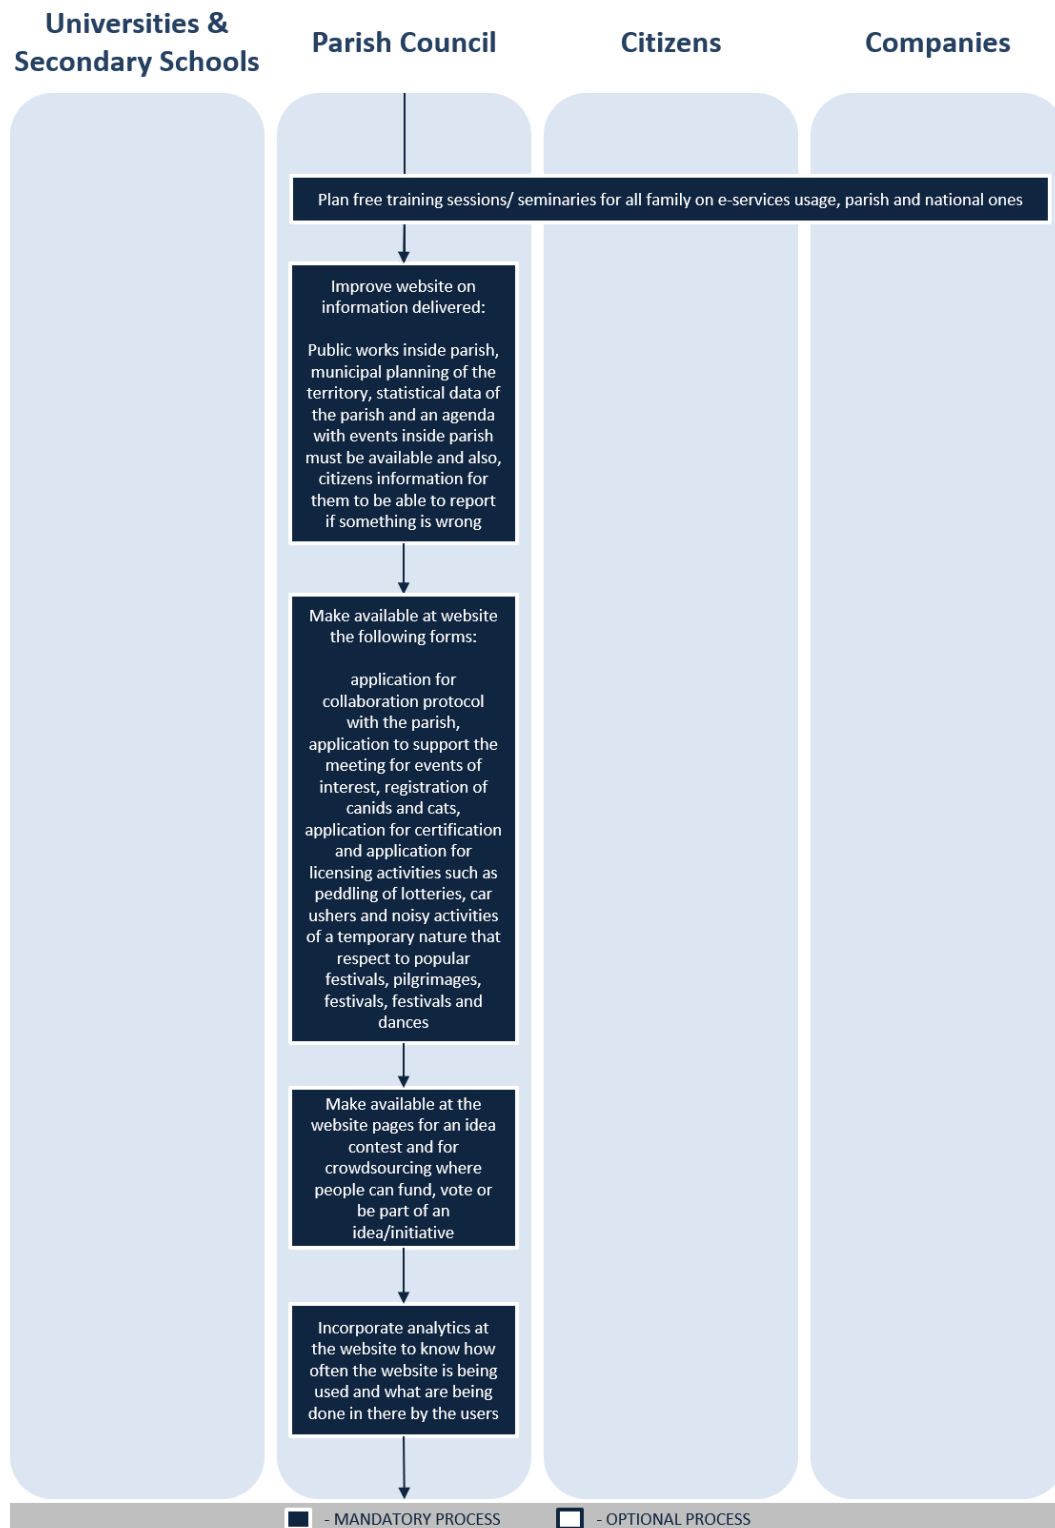 Universities &
Secondary Schools
Parish Council
Citizens
Companies
Plan free training sessions/ seminaries for all family on e-services usage, parish and national ones
Improve website on
information delivered:
Public works inside parish,
municipal planning of the
territory, statistical data of
the parish and an agenda
with events inside parish
must be available and also,
citizens information for
them to be able to report
if something is wrong
Make available at website
the following forms:
application for
collaboration protocol
with the parish,
application to support the
meeting for events of
interest, registration of
canids and cats,
application for certification
and application for
licensing activities such as
peddling of lotteries, car
ushers and noisy activities
of a temporary nature that
respect to popular
festivals, pilgrimages,
festivals, festivals and
dances
Make available at the
website pages for an idea
contest and for
crowdsourcing where
people can fund, vote or
be part of an
idea/initiative
Incorporate analytics at
the website to know how
often the website is being
used and what are being
done in there by the users
- MANDATORY PROCESS
- OPTIONAL PROCESS